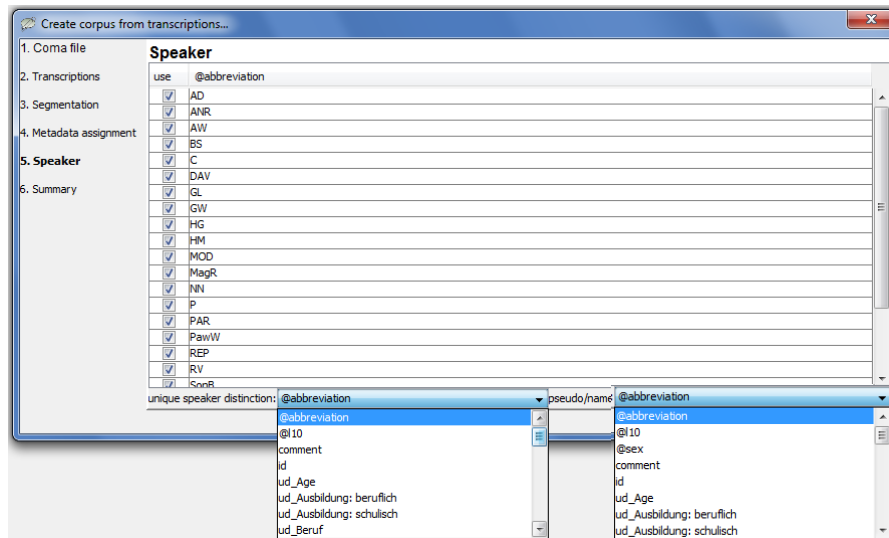 Create corpus from transcriptions...
1. Coma file
2. Transcriptions
3. Segmentation
4. Metadata assignment
5. Speaker
6. Summary
Speaker
use @abbreviation
AD
ANR
AW
BS
C
DAV
GL
GW
HG
HM
MOD
MagR
NN
P
PAR
PawW
REP
RV
SopB
unique speaker distinction: @abbreviation
@abbreviation
@l10
comment
id
ud_Age
ud_Ausbildung: beruflich
ud_Ausbildung: schulisch
ud_Beruf
pseudo/name @abbreviation
@abbreviation
@l10
@sex
comment
id
ud_Age
ud_Ausbildung: beruflich
ud_Ausbildung: schulisch